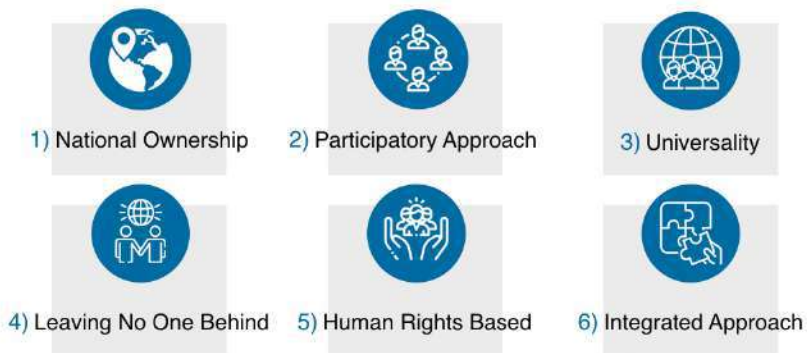 1) National Ownership
2) Participatory Approach
3) Universality
4) Leaving No One Behind
5) Human Rights Based
6) Integrated Approach